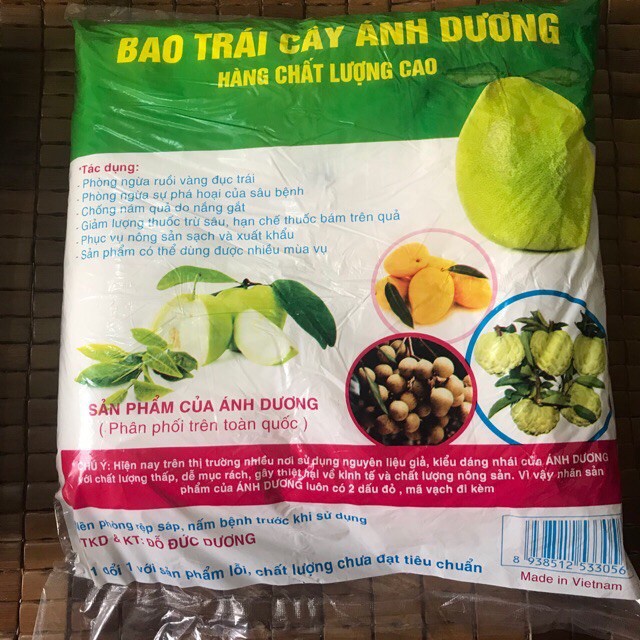 BAO TRÁI CÂY ÁNH DƯƠNG
HÀNG CHẤT LƯỢNG CAO
*Tác dụng:
- Phòng ngừa ruồi vàng đục trái
- Phòng ngừa sự phá hoại của sâu bệnh
- Chống nám quả do nắng gắt
- Giảm lượng thuốc trừ sâu, hạn chế thuốc bám trên quả
- Phục vụ nông sản sạch và xuất khẩu
- Sản phẩm có thể dùng được nhiều mùa vụ
SẢN PHẨM CỦA ÁNH DƯƠNG
( Phân phối trên toàn quốc )
CHÚ Ý: Hiện nay trên thị trường nhiều nơi sử dụng nguyên liệu giả, kiểu dáng nhái của ÁNH DƯƠNG
với chất lượng thấp, dễ mục rách, gây thiệt hại về kinh tế và chất lượng nông sản. Vì vậy nhân sản
phẩm của ÁNH DƯƠNG luôn có 2 dấu đỏ , mã vạch đi kèm
phòng rệp sáp, nấm bệnh trước khi sử dụng
TKD & KT: ĐỖ ĐỨC DƯƠNG
1 đổi 1 với sản phẩm lỗi, chất lượng chưa đạt tiêu chuẩn
8 938512 533056
Made in Vietnam